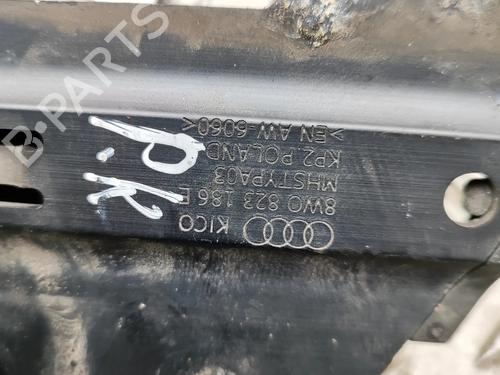 KICO
8W0 823 186 E
MHSTYPA03
KP2 POLAND
>EN AW-6060<
P.K
B-PARTS